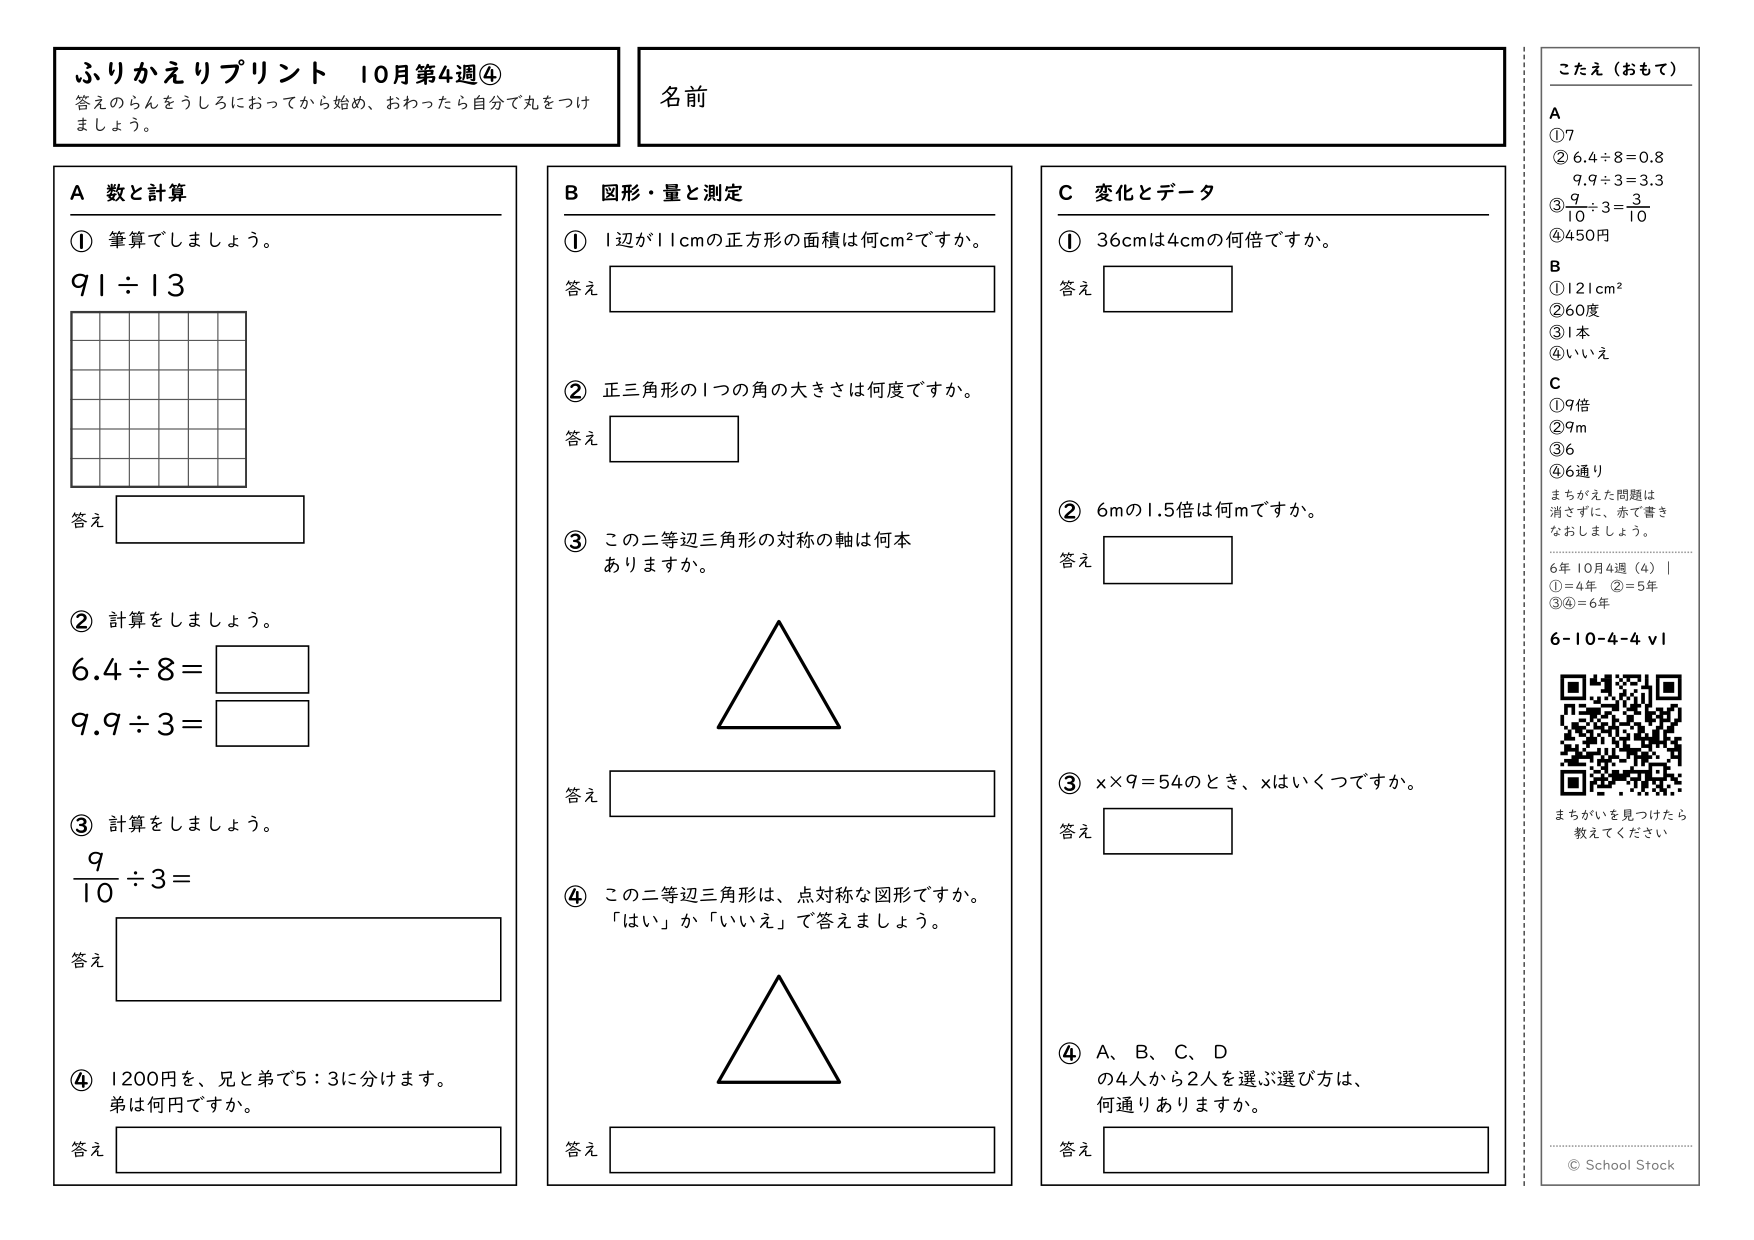 ふりかえりプリント　10月第4週④
答えのらんをうしろにおってから始め、おわったら自分で丸をつけ
ましょう。
名前
A　数と計算
① 筆算でしましょう。
91÷13
答え
② 計算をしましょう。
6.4÷8＝
9.9÷3＝
③ 計算をしましょう。
9/10÷3＝
答え
④ 1200円を、兄と弟で5：3に分けます。
弟は何円ですか。
答え
B　図形・量と測定
① 1辺が11cmの正方形の面積は何cm²ですか。
答え
② 正三角形の1つの角の大きさは何度ですか。
答え
③ この二等辺三角形の対称の軸は何本
ありますか。
答え
④ この二等辺三角形は、点対称な図形ですか。
「はい」か「いいえ」で答えましょう。
答え
C　変化とデータ
① 36cmは4cmの何倍ですか。
答え
② 6mの1.5倍は何mですか。
答え
③ x×9＝54のとき、xはいくつですか。
答え
④ A、 B、 C、 D
の4人から2人を選ぶ選び方は、
何通りありますか。
答え
こたえ（おもて）
A
①7
② 6.4÷8＝0.8
9.9÷3＝3.3
③9/10÷3＝3/10
④450円
B
①121cm²
②60度
③1本
④いいえ
C
①9倍
②9m
③6
④6通り
まちがえた問題は
消さずに、赤で書き
なおしましょう。
6年 10月4週（4）｜
①＝4年　②＝5年
③④＝6年
6-10-4-4 v1
まちがいを見つけたら
教えてください
© School Stock